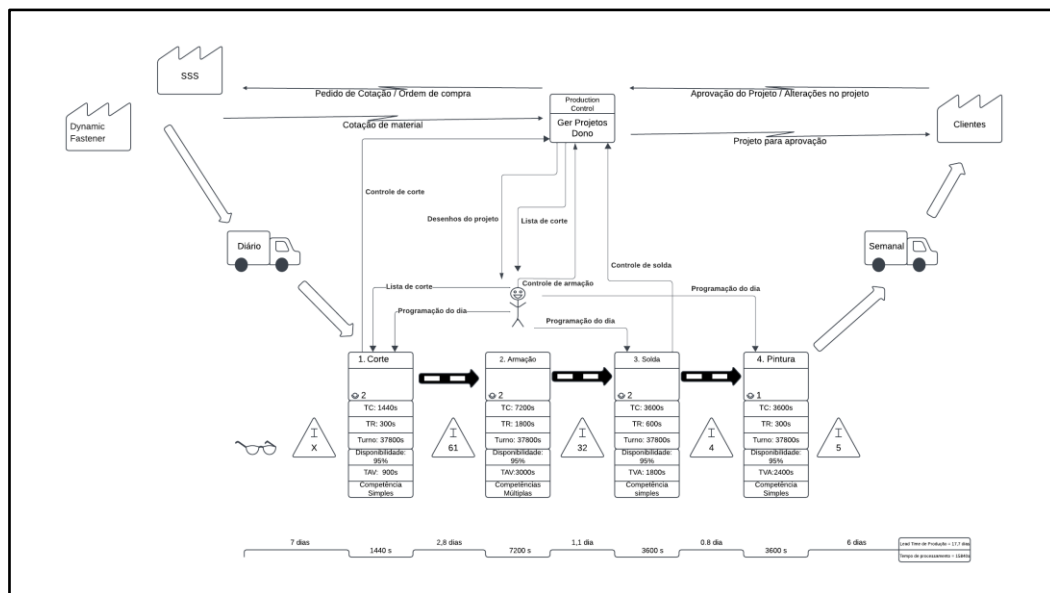 SSS
Dynamic
Fastener
Pedido de Cotação / Ordem de compra
Cotação de material
Production
Control
Ger Projetos
Dono
Aprovação do Projeto / Alterações no projeto
Projeto para aprovação
Clientes
Controle de corte
Desenhos do projeto
Lista de corte
Controle de solda
Diário
Semanal
Lista de corte
Controle de armação
Programação do dia
Programação do dia
Programação do dia
1. Corte
2
TC: 1440s
TR: 300s
Turno: 37800s
Disponibilidade:
95%
TAV: 900s
Competência
Simples
2. Armação
2
TC: 7200s
TR: 1800s
Turno: 37800s
Disponibilidade:
95%
TAV:3000s
Competências
Múltiplas
3. Solda
2
TC: 3600s
TR: 600s
Turno: 37800s
Disponibilidade:
95%
TVA: 1800s
Competência
simples
4. Pintura
1
TC: 3600s
TR: 300s
Turno: 37800s
Disponibilidade:
95%
TVA:2400s
Competência
Simples
I
X
I
61
I
32
I
4
I
5
7 dias
1440 s
2,8 dias
7200 s
1,1 dia
3600 s
0.8 dia
3600 s
6 dias
Lead Time de Produção = 17,7 dias
Tempo de processamento = 15840s